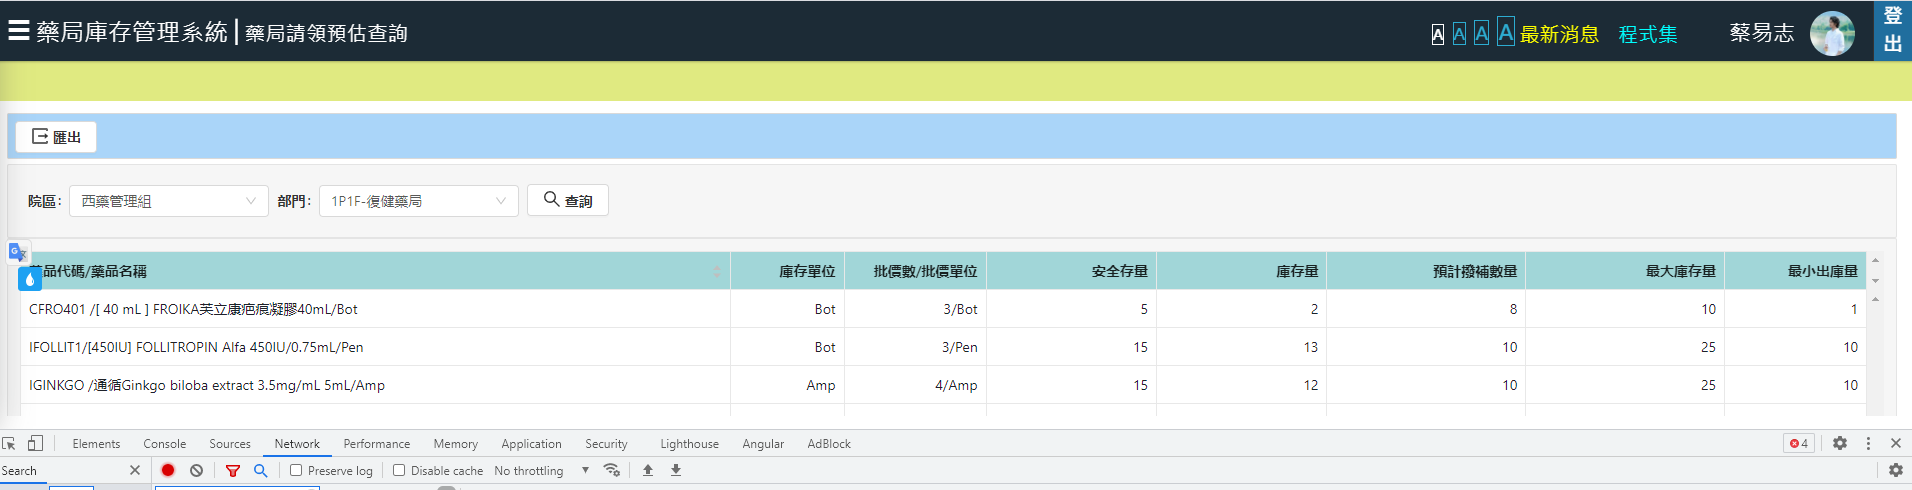 藥局庫存管理系統 | 藥局請領預估查詢 A A A A 最新消息 程式集 蔡易志 登出
匯出
院區: 西藥管理組 部門: 1P1F-復健藥局 查詢
品代碼/藥品名稱 庫存單位 批價數/批價單位 安全存量 庫存量 預計撥補數量 最大庫存量 最小出庫量
CFRO401 /[ 40 mL ] FROIKA芙立康疤痕凝膠40mL/Bot Bot 3/Bot 5 2 8 10 1
IFOLLIT1/[450IU] FOLLITROPIN Alfa 450IU/0.75mL/Pen Bot 3/Pen 15 13 10 25 10
IGINKGO /通循Ginkgo biloba extract 3.5mg/mL 5mL/Amp Amp 4/Amp 15 12 10 25 10
Elements Console Sources Network Performance Memory Application Security Lighthouse Angular AdBlock 4
Search Preserve log Disable cache No throttling